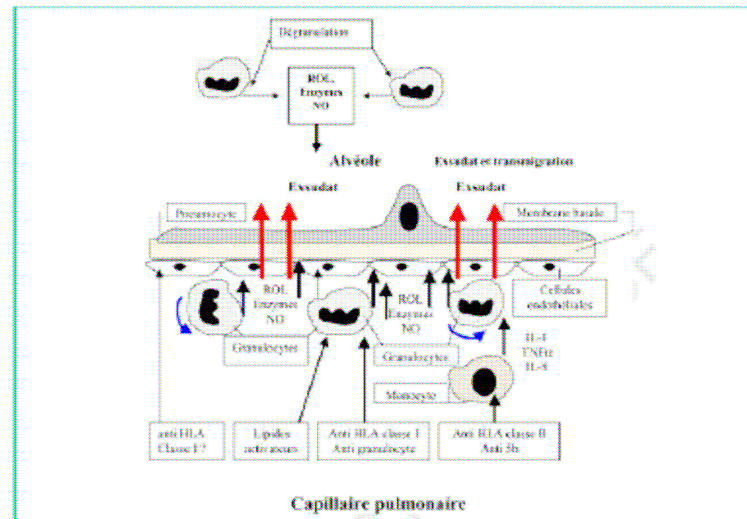 Dégranulation
ROL
Enzymes
NO
Alvéole
Exsudat et transmigration
Exsudat
Exsudat
Pneumocyte
Membrane basale
ROL
Enzymes
NO
ROL
Enzymes
NO
Cellules
endothéliales
Granulocytes
Granulocytes
IL-1
TNFα
IL-8
Monocyte
anti HLA
Classe I?
Lipides
activateurs
Anti HLA classe I
Anti granulocyte
Anti HLA classe II
Anti 5b
Capillaire pulmonaire